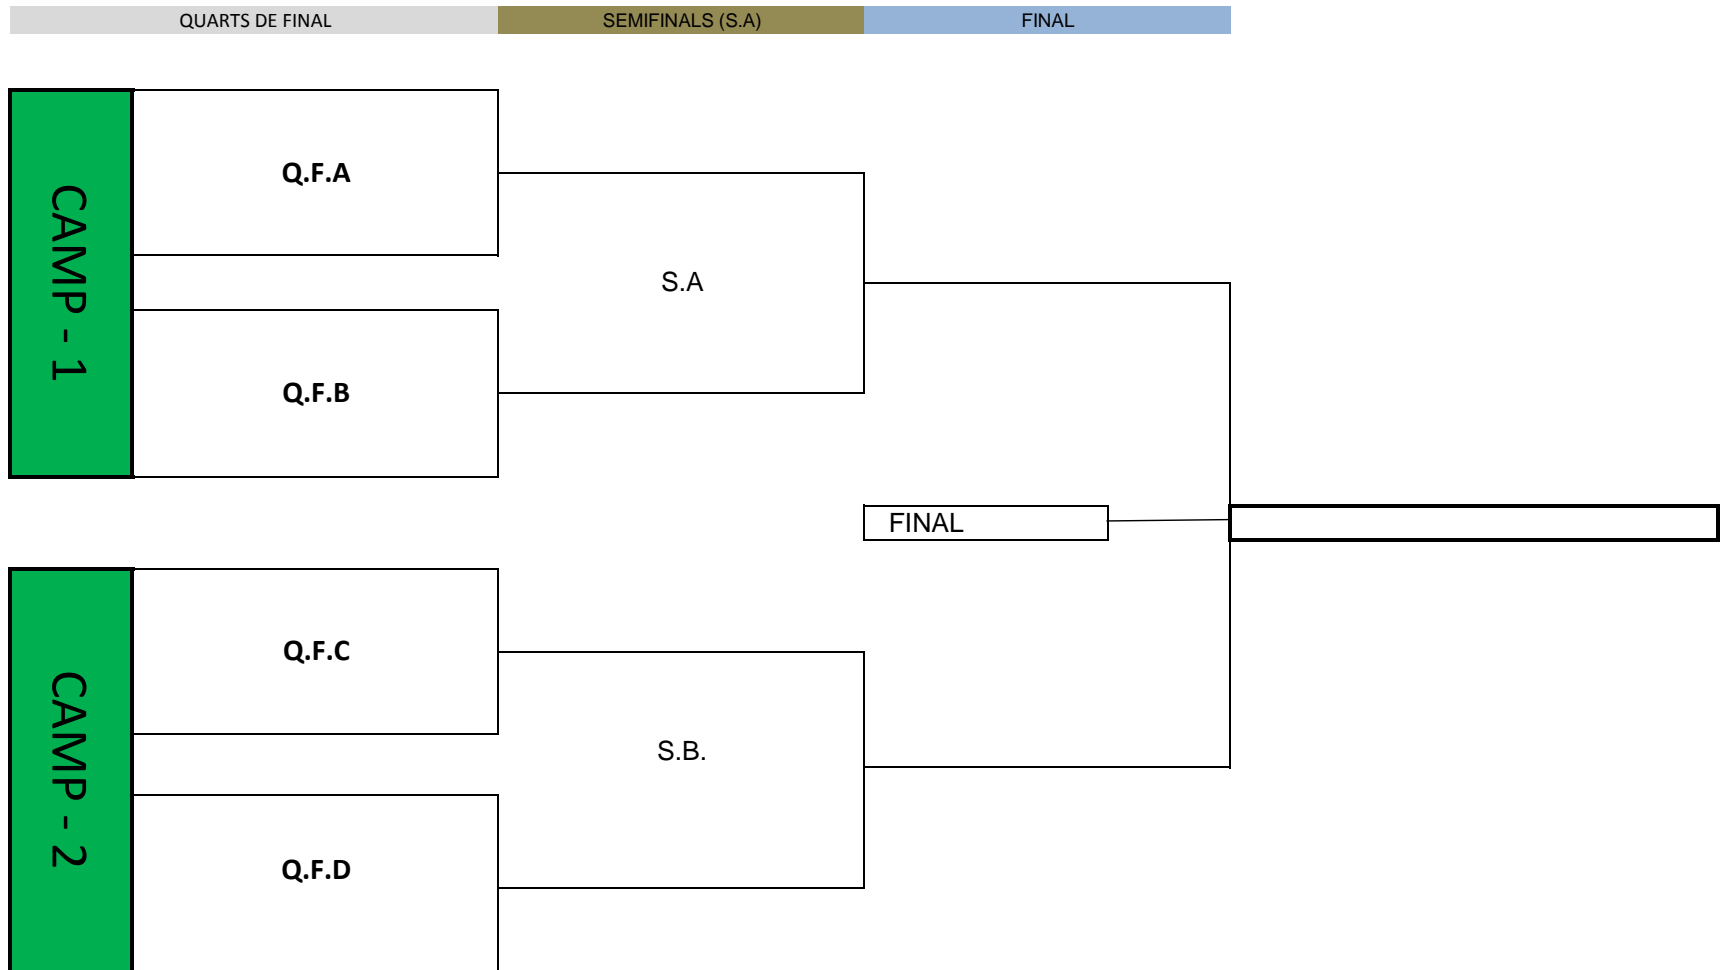 QUARTS DE FINAL
SEMIFINALS (S.A)
FINAL
CAMP - 1
Q.F.A
S.A
Q.F.B
FINAL
CAMP - 2
Q.F.C
S.B.
Q.F.D